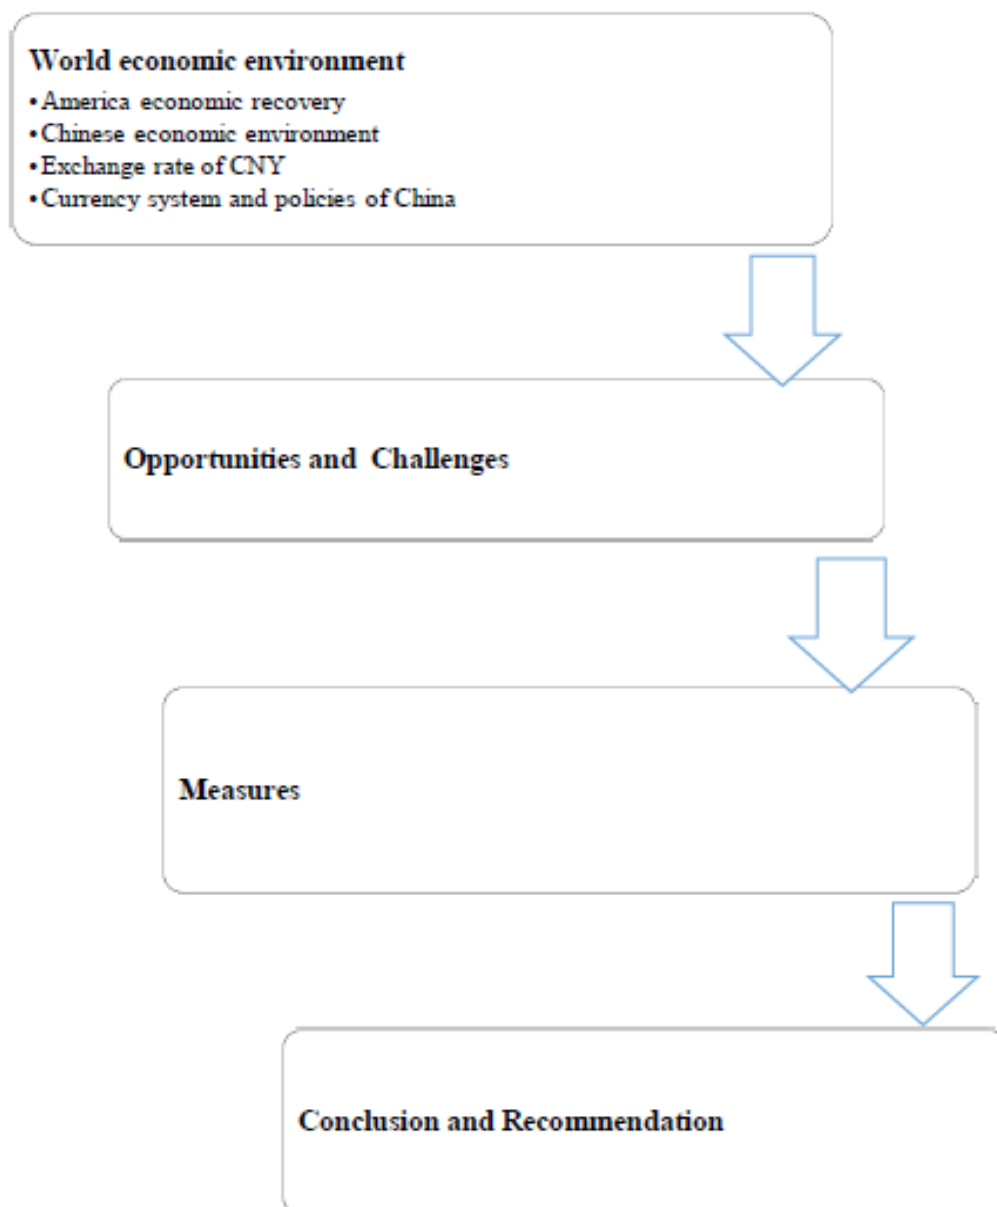 World economic environment
•America economic recovery
•Chinese economic environment
•Exchange rate of CNY
•Currency system and policies of China
Opportunities and Challenges
Measures
Conclusion and Recommendation